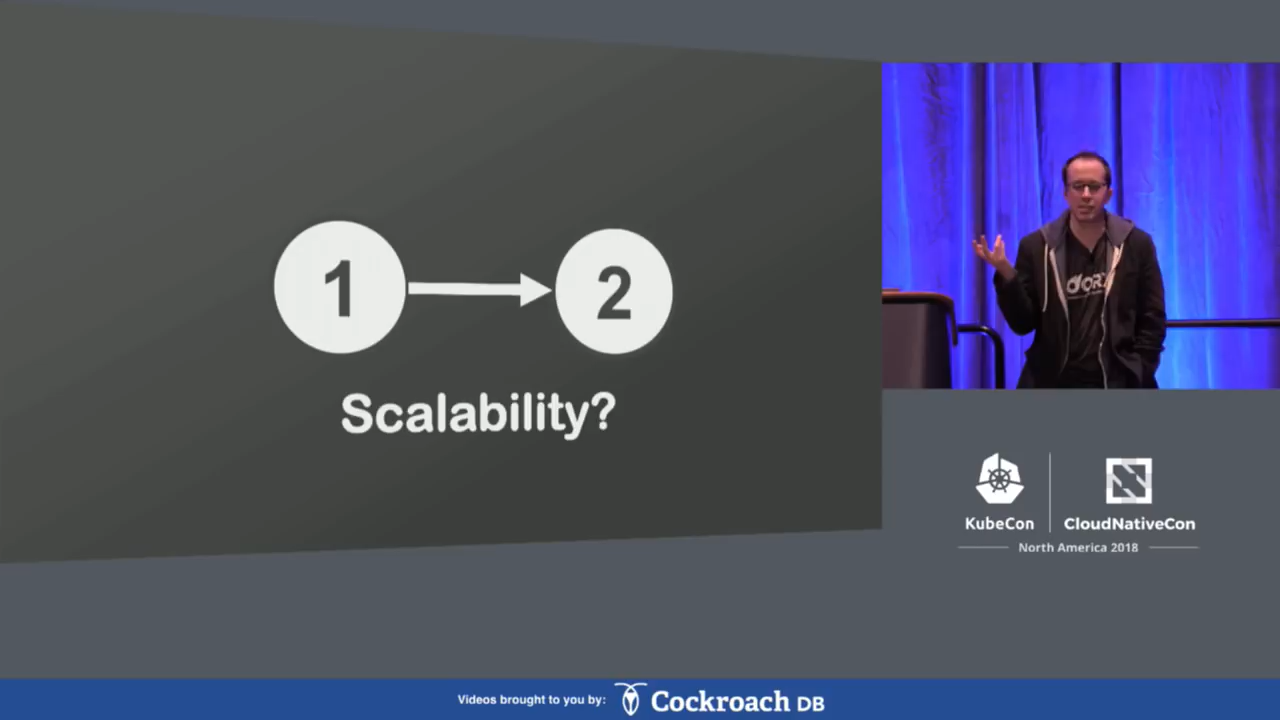 1
2
Scalability?
KubeCon
CloudNativeCon
North America 2018
Videos brought to you by:
Cockroach DB